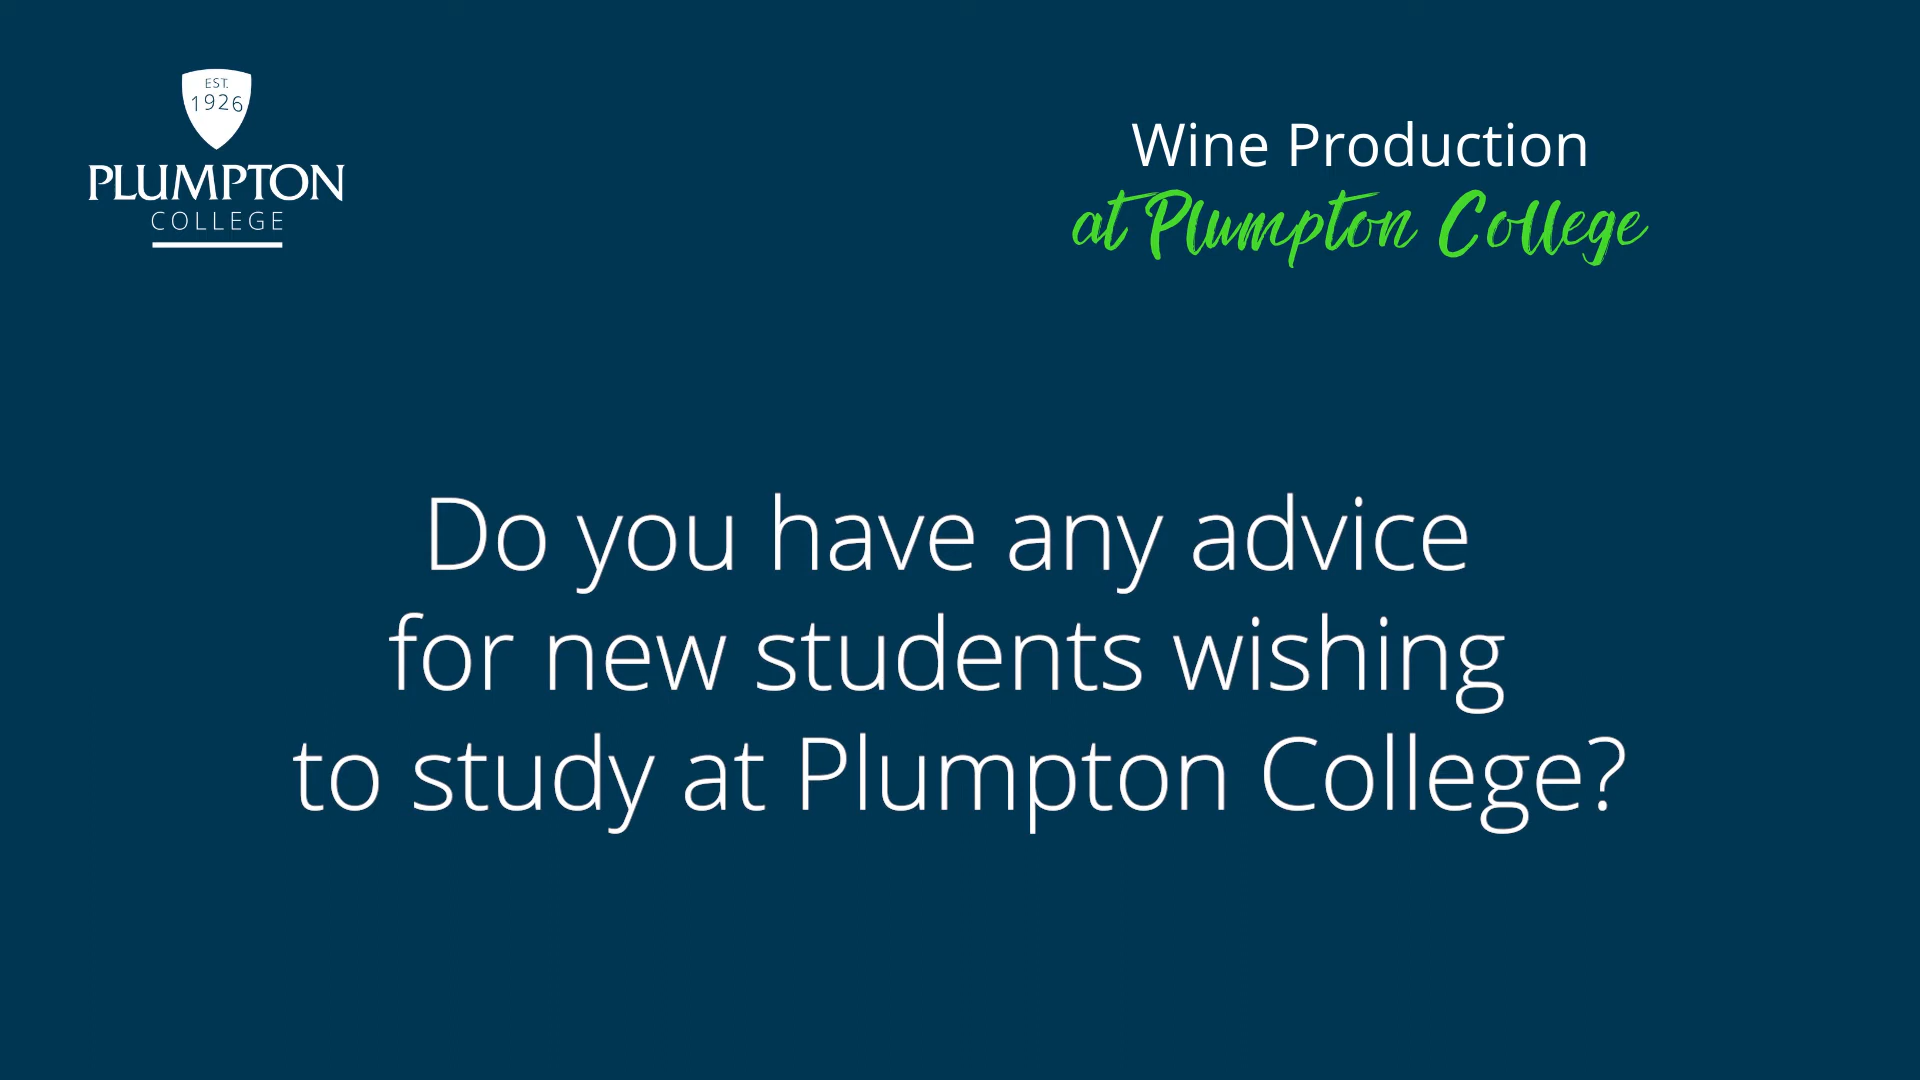 EST.
1926
PLUMPTON
COLLEGE
Wine Production
at Plumpton College
Do you have any advice
for new students wishing
to study at Plumpton College?